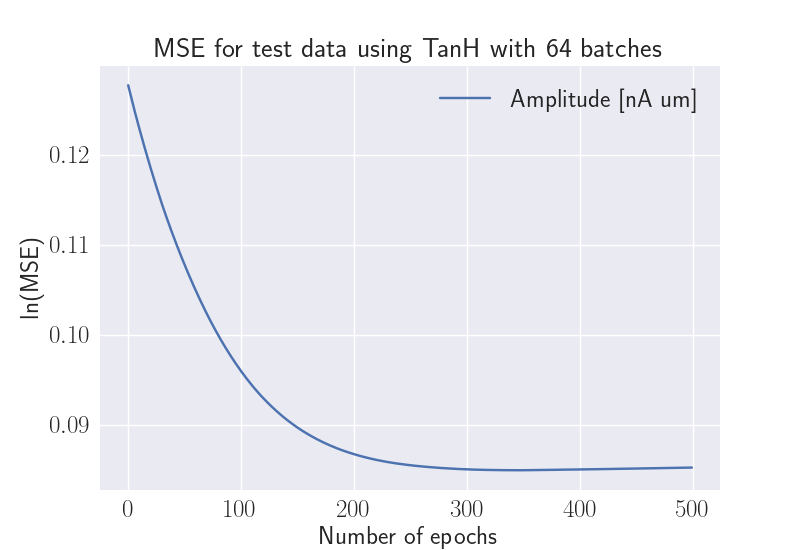 MSE for test data using TanH with 64 batches
Amplitude [nA um]
0.12
0.11
0.10
0.09
ln(MSE)
0 100 200 300 400 500
Number of epochs